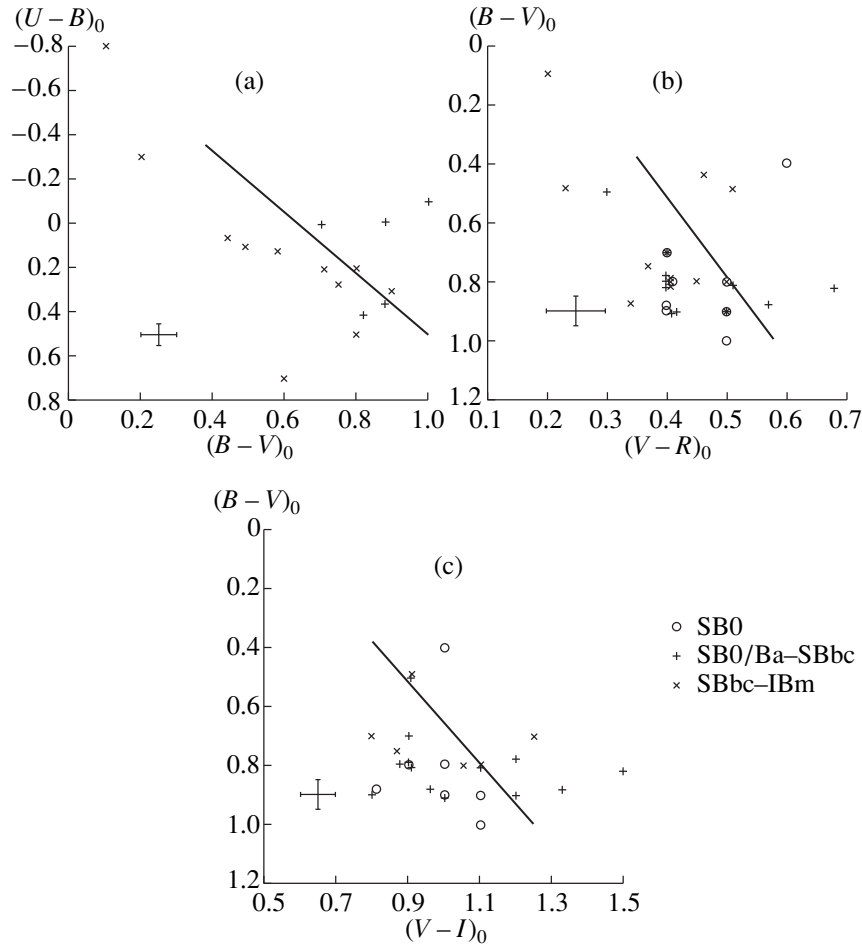 (U – B)₀
–0.8
–0.6
–0.4
–0.2
0
0.2
0.4
0.6
0.8
(a)
0 0.2 0.4 0.6 0.8 1.0
(B – V)₀
(B – V)₀
0
0.2
0.4
0.6
0.8
1.0
1.2
(b)
0.1 0.2 0.3 0.4 0.5 0.6 0.7
(V – R)₀
(B – V)₀
0
0.2
0.4
0.6
0.8
1.0
1.2
(c)
0.5 0.7 0.9 1.1 1.3 1.5
(V – I)₀
SB0
SB0/Ba–SBbc
SBbc–IBm